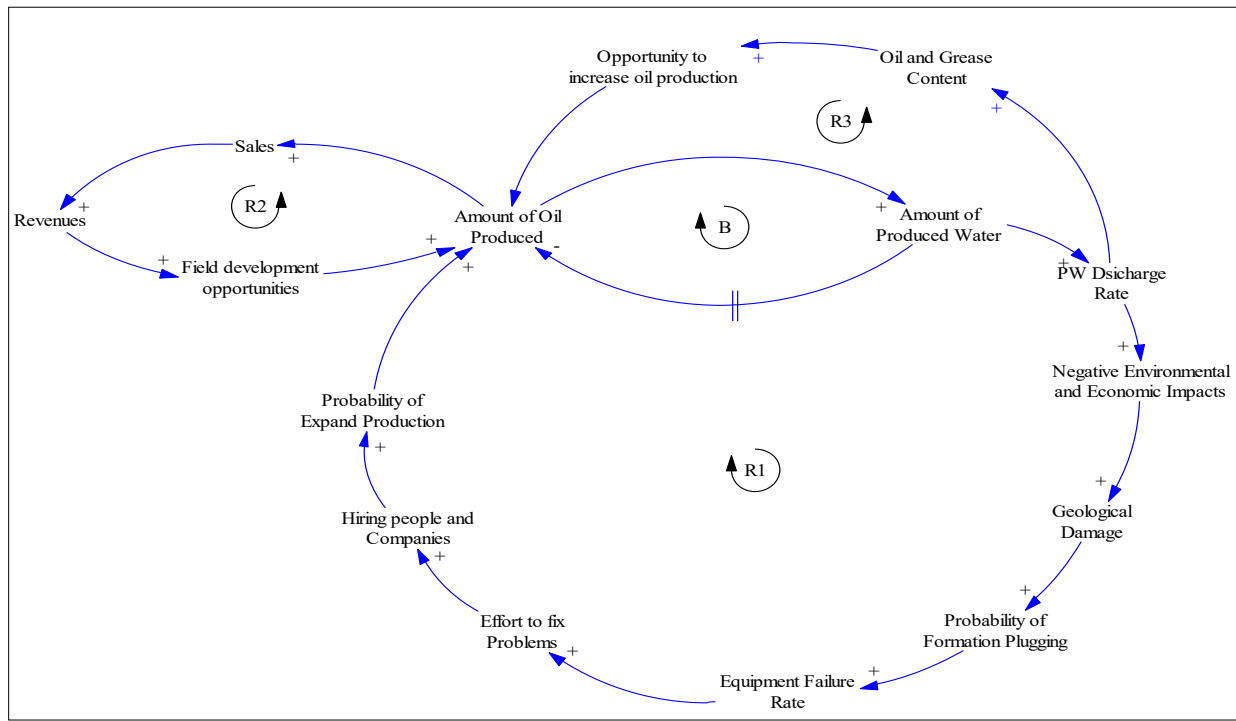 Opportunity to
increase oil production
+
Oil and Grease
Content
+
R3
Sales
+
R2
Revenues
+
+
Field development
opportunities
+
Amount of Oil
Produced
-
+
B
+
Amount of
Produced Water
+
PW Dsicharge
Rate
+
Negative Environmental
and Economic Impacts
Probability of
Expand Production
+
R1
+
Geological
Damage
Hiring people and
Companies
+
+
Probability of
Formation Plugging
Effort to fix
Problems
+
+
Equipment Failure
Rate